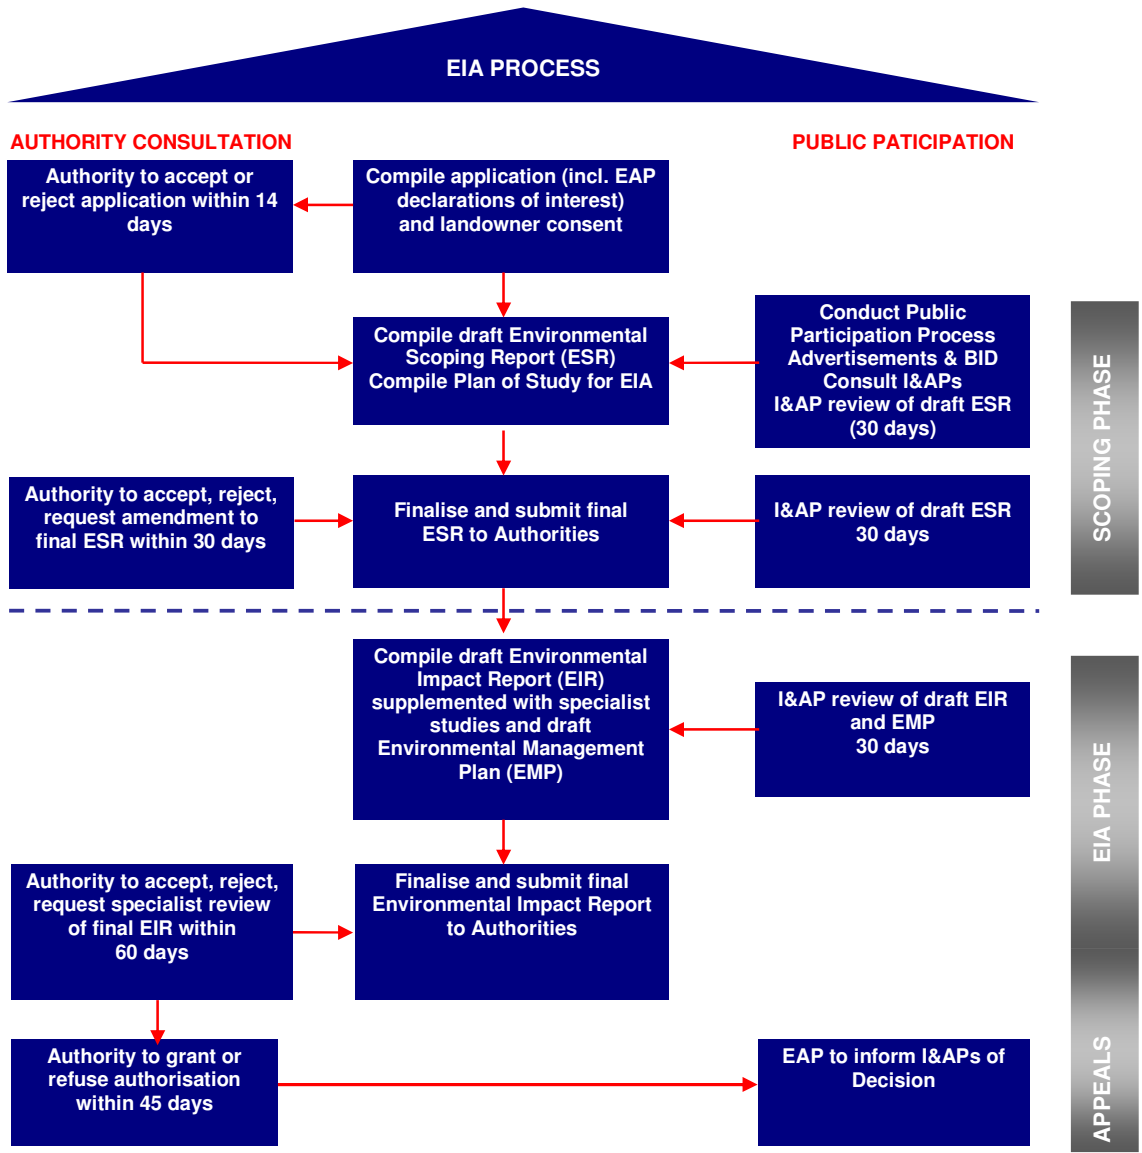 EIA PROCESS
AUTHORITY CONSULTATION
PUBLIC PATICIPATION
Authority to accept or
reject application within 14
days
Compile application (incl. EAP
declarations of interest)
and landowner consent
Compile draft Environmental
Scoping Report (ESR)
Compile Plan of Study for EIA
Conduct Public
Participation Process
Advertisements & BID
Consult I&APs
I&AP review of draft ESR
(30 days)
SCOPING PHASE
Authority to accept, reject,
request amendment to
final ESR within 30 days
Finalise and submit final
ESR to Authorities
I&AP review of draft ESR
30 days
Compile draft Environmental
Impact Report (EIR)
supplemented with specialist
studies and draft
Environmental Management
Plan (EMP)
I&AP review of draft EIR
and EMP
30 days
EIA PHASE
Authority to accept, reject,
request specialist review
of final EIR within
60 days
Finalise and submit final
Environmental Impact Report
to Authorities
Authority to grant or
refuse authorisation
within 45 days
EAP to inform I&APs of
Decision
APPEALS